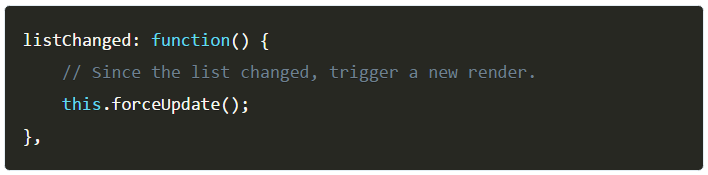 listChanged: function() {
    // Since the list changed, trigger a new render.
    this.forceUpdate();
},